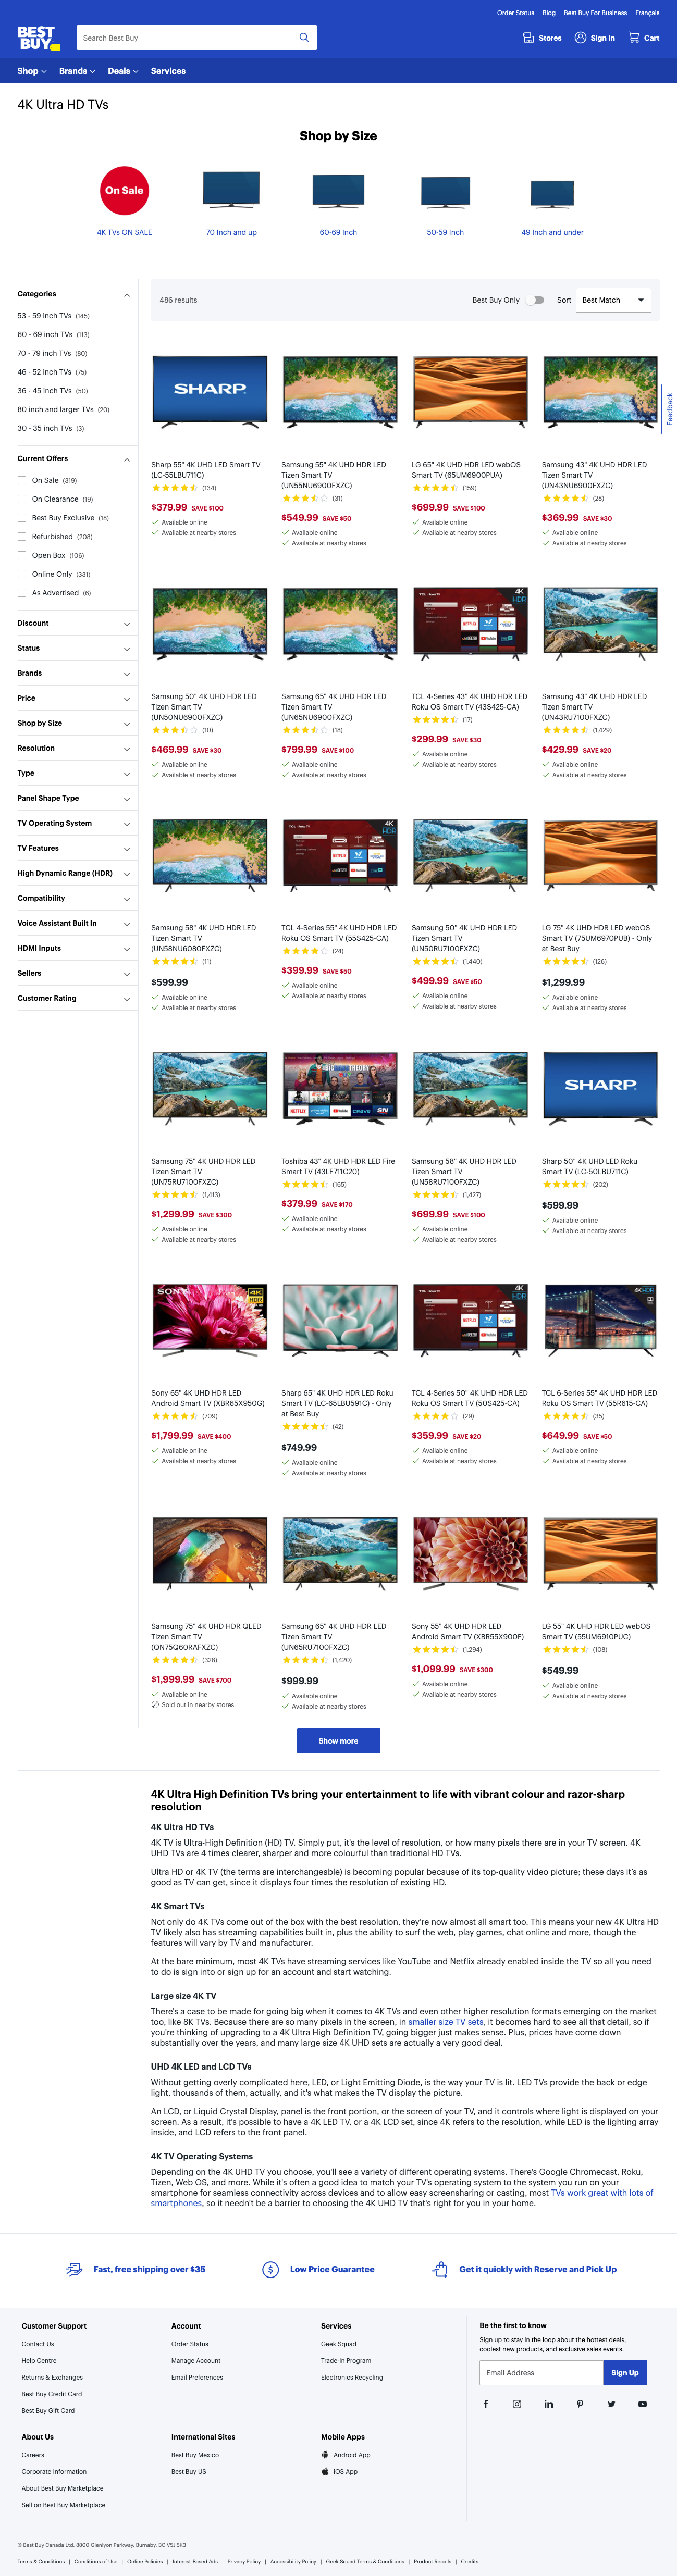 Order Status Blog Best Buy For Business Français
BEST BUY
Search Best Buy
Stores Sign In Cart
Shop Brands Deals Services
4K Ultra HD TVs
Shop by Size
On Sale
4K TVs ON SALE 70 Inch and up 60-69 Inch 50-59 Inch 49 Inch and under
Categories
53 - 59 inch TVs (145)
60 - 69 inch TVs (113)
70 - 79 inch TVs (80)
46 - 52 inch TVs (75)
36 - 45 inch TVs (50)
80 inch and larger TVs (20)
30 - 35 inch TVs (3)
Current Offers
On Sale (319)
On Clearance (19)
Best Buy Exclusive (18)
Refurbished (208)
Open Box (106)
Online Only (331)
As Advertised (6)
Discount
Status
Brands
Price
Shop by Size
Resolution
Type
Panel Shape Type
TV Operating System
TV Features
High Dynamic Range (HDR)
Compatibility
Voice Assistant Built In
HDMI Inputs
Sellers
Customer Rating
486 results
Best Buy Only
Sort Best Match
Feedback
SHARP
Sharp 55" 4K UHD LED Smart TV
(LC-55LBU711C)
(134)
$379.99 SAVE $100
Available online
Available at nearby stores
Samsung 55" 4K UHD HDR LED
Tizen Smart TV
(UN55NU6900FXZC)
(31)
$549.99 SAVE $50
Available online
Available at nearby stores
LG 65" 4K UHD HDR LED webOS
Smart TV (65UM6900PUA)
(159)
$699.99 SAVE $100
Available online
Available at nearby stores
Samsung 43" 4K UHD HDR LED
Tizen Smart TV
(UN43NU6900FXZC)
(28)
$369.99 SAVE $30
Available online
Available at nearby stores
Samsung 50" 4K UHD HDR LED
Tizen Smart TV
(UN50NU6900FXZC)
(10)
$469.99 SAVE $30
Available online
Available at nearby stores
Samsung 65" 4K UHD HDR LED
Tizen Smart TV
(UN65NU6900FXZC)
(18)
$799.99 SAVE $100
Available online
Available at nearby stores
4K HDR
TCL 4-Series 43" 4K UHD HDR LED
Roku OS Smart TV (43S425-CA)
(17)
$299.99 SAVE $30
Available online
Available at nearby stores
Samsung 43" 4K UHD HDR LED
Tizen Smart TV
(UN43RU7100FXZC)
(1,429)
$429.99 SAVE $20
Available online
Available at nearby stores
Samsung 58" 4K UHD HDR LED
Tizen Smart TV
(UN58NU6080FXZC)
(11)
$599.99
Available online
Available at nearby stores
4K HDR
TCL 4-Series 55" 4K UHD HDR LED
Roku OS Smart TV (55S425-CA)
(24)
$399.99 SAVE $50
Available online
Available at nearby stores
Samsung 50" 4K UHD HDR LED
Tizen Smart TV
(UN50RU7100FXZC)
(1,440)
$499.99 SAVE $50
Available online
Available at nearby stores
LG 75" 4K UHD HDR LED webOS
Smart TV (75UM6970PUB) - Only
at Best Buy
(126)
$1,299.99
Available online
Available at nearby stores
Samsung 75" 4K UHD HDR LED
Tizen Smart TV
(UN75RU7100FXZC)
(1,413)
$1,299.99 SAVE $300
Available online
Available at nearby stores
Toshiba 43" 4K UHD HDR LED Fire
Smart TV (43LF711C20)
(165)
$379.99 SAVE $170
Available online
Available at nearby stores
Samsung 58" 4K UHD HDR LED
Tizen Smart TV
(UN58RU7100FXZC)
(1,427)
$699.99 SAVE $100
Available online
Available at nearby stores
SHARP
Sharp 50" 4K UHD LED Roku
Smart TV (LC-50LBU711C)
(202)
$599.99
Available online
Available at nearby stores
SONY 4K HDR
Sony 65" 4K UHD HDR LED
Android Smart TV (XBR65X950G)
(709)
$1,799.99 SAVE $400
Available online
Available at nearby stores
Sharp 65" 4K UHD HDR LED Roku
Smart TV (LC-65LBU591C) - Only
at Best Buy
(42)
$749.99
Available online
Available at nearby stores
4K HDR
TCL 4-Series 50" 4K UHD HDR LED
Roku OS Smart TV (50S425-CA)
(29)
$359.99 SAVE $20
Available online
Available at nearby stores
4K HDR
TCL 6-Series 55" 4K UHD HDR LED
Roku OS Smart TV (55R615-CA)
(35)
$649.99 SAVE $50
Available online
Available at nearby stores
Samsung 75" 4K UHD HDR QLED
Tizen Smart TV
(QN75Q60RAFXZC)
(328)
$1,999.99 SAVE $700
Available online
Sold out in nearby stores
Samsung 65" 4K UHD HDR LED
Tizen Smart TV
(UN65RU7100FXZC)
(1,420)
$999.99
Available online
Available at nearby stores
Sony 55" 4K UHD HDR LED
Android Smart TV (XBR55X900F)
(1,294)
$1,099.99 SAVE $300
Available online
Available at nearby stores
LG 55" 4K UHD HDR LED webOS
Smart TV (55UM6910PUC)
(108)
$549.99
Available online
Available at nearby stores
Show more
4K Ultra High Definition TVs bring your entertainment to life with vibrant colour and razor-sharp
resolution
4K Ultra HD TVs
4K TV is Ultra-High Definition (HD) TV. Simply put, it's the level of resolution, or how many pixels there are in your TV screen. 4K
UHD TVs are 4 times clearer, sharper and more colourful than traditional HD TVs.
Ultra HD or 4K TV (the terms are interchangeable) is becoming popular because of its top-quality video picture; these days it's as
good as TV can get, since it displays four times the resolution of existing HD.
4K Smart TVs
Not only do 4K TVs come out of the box with the best resolution, they're now almost all smart too. This means your new 4K Ultra HD
TV likely also has streaming capabilities built in, plus the ability to surf the web, play games, chat online and more, though the
features will vary by TV and manufacturer.
At the bare minimum, most 4K TVs have streaming services like YouTube and Netflix already enabled inside the TV so all you need
to do is sign into or sign up for an account and start watching.
Large size 4K TV
There's a case to be made for going big when it comes to 4K TVs and even other higher resolution formats emerging on the market
too, like 8K TVs. Because there are so many pixels in the screen, in smaller size TV sets, it becomes hard to see all that detail, so if
you're thinking of upgrading to a 4K Ultra High Definition TV, going bigger just makes sense. Plus, prices have come down
substantially over the years, and many large size 4K UHD sets are actually a very good deal.
UHD 4K LED and LCD TVs
Without getting overly complicated here, LED, or Light Emitting Diode, is the way your TV is lit. LED TVs provide the back or edge
light, thousands of them, actually, and it's what makes the TV display the picture.
An LCD, or Liquid Crystal Display, panel is the front portion, or the screen of your TV, and it controls where light is displayed on your
screen. As a result, it's possible to have a 4K LED TV, or a 4K LCD set, since 4K refers to the resolution, while LED is the lighting array
inside, and LCD refers to the front panel.
4K TV Operating Systems
Depending on the 4K UHD TV you choose, you'll see a variety of different operating systems. There's Google Chromecast, Roku,
Tizen, Web OS, and more. While it's often a good idea to match your TV's operating system to the system you run on your
smartphone for seamless connectivity across devices and to allow easy screensharing or casting, most TVs work great with lots of
smartphones, so it needn't be a barrier to choosing the 4K UHD TV that's right for you in your home.
Fast, free shipping over $35 Low Price Guarantee Get it quickly with Reserve and Pick Up
Customer Support
Contact Us
Help Centre
Returns & Exchanges
Best Buy Credit Card
Best Buy Gift Card
Account
Order Status
Manage Account
Email Preferences
Services
Geek Squad
Trade-In Program
Electronics Recycling
Be the first to know
Sign up to stay in the loop about the hottest deals,
coolest new products, and exclusive sales events.
Email Address Sign Up
About Us
Careers
Corporate Information
About Best Buy Marketplace
Sell on Best Buy Marketplace
International Sites
Best Buy Mexico
Best Buy US
Mobile Apps
Android App
iOS App
© Best Buy Canada Ltd. 8800 Glenlyon Parkway, Burnaby, BC V5J 5K3
Terms & Conditions | Conditions of Use | Online Policies | Interest-Based Ads | Privacy Policy | Accessibility Policy | Geek Squad Terms & Conditions | Product Recalls | Credits